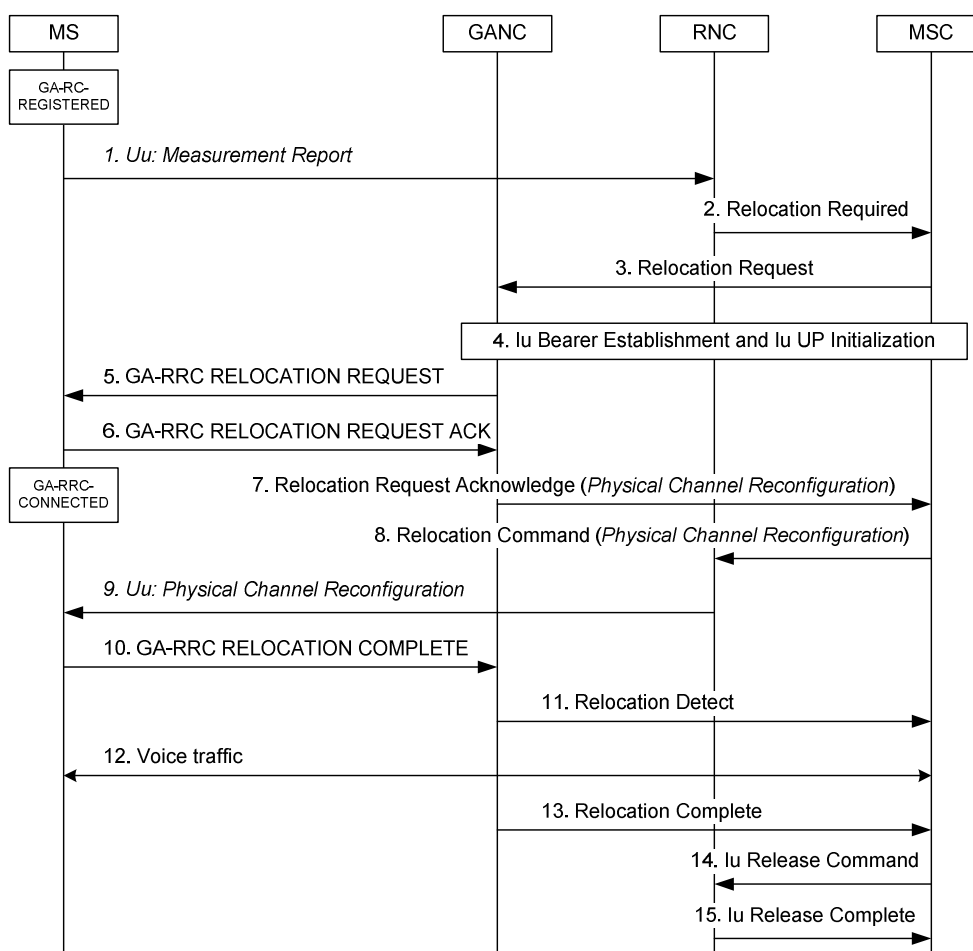 MS
GANC
RNC
MSC
GA-RC-
REGISTERED
1. Uu: Measurement Report
2. Relocation Required
3. Relocation Request
4. Iu Bearer Establishment and Iu UP Initialization
5. GA-RRC RELOCATION REQUEST
6. GA-RRC RELOCATION REQUEST ACK
GA-RRC-
CONNECTED
7. Relocation Request Acknowledge (Physical Channel Reconfiguration)
8. Relocation Command (Physical Channel Reconfiguration)
9. Uu: Physical Channel Reconfiguration
10. GA-RRC RELOCATION COMPLETE
11. Relocation Detect
12. Voice traffic
13. Relocation Complete
14. Iu Release Command
15. Iu Release Complete